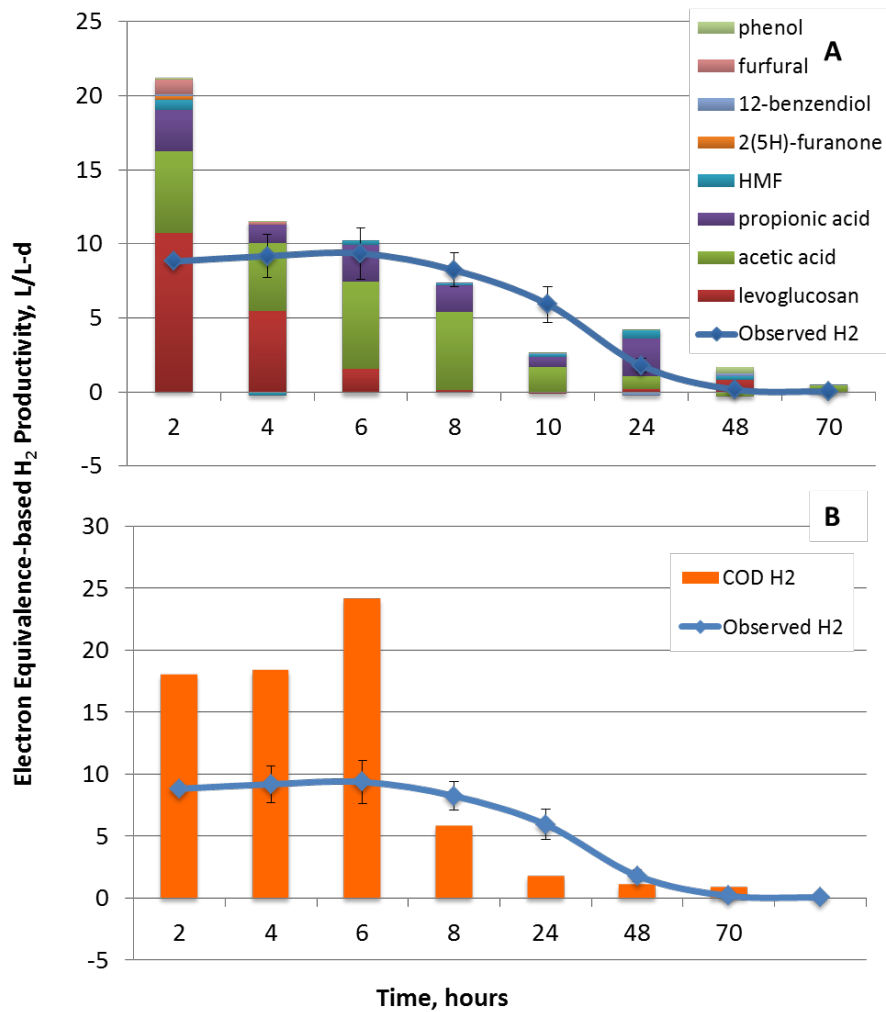 Electron Equivalence-based H₂ Productivity, L/L-d
25
20
15
10
5
0
-5
2
4
6
8
10
24
48
70
A
phenol
furfural
12-benzendiol
2(5H)-furanone
HMF
propionic acid
acetic acid
levoglucosan
Observed H2
B
30
25
20
15
10
5
0
-5
2
4
6
8
24
48
70
COD H2
Observed H2
Time, hours